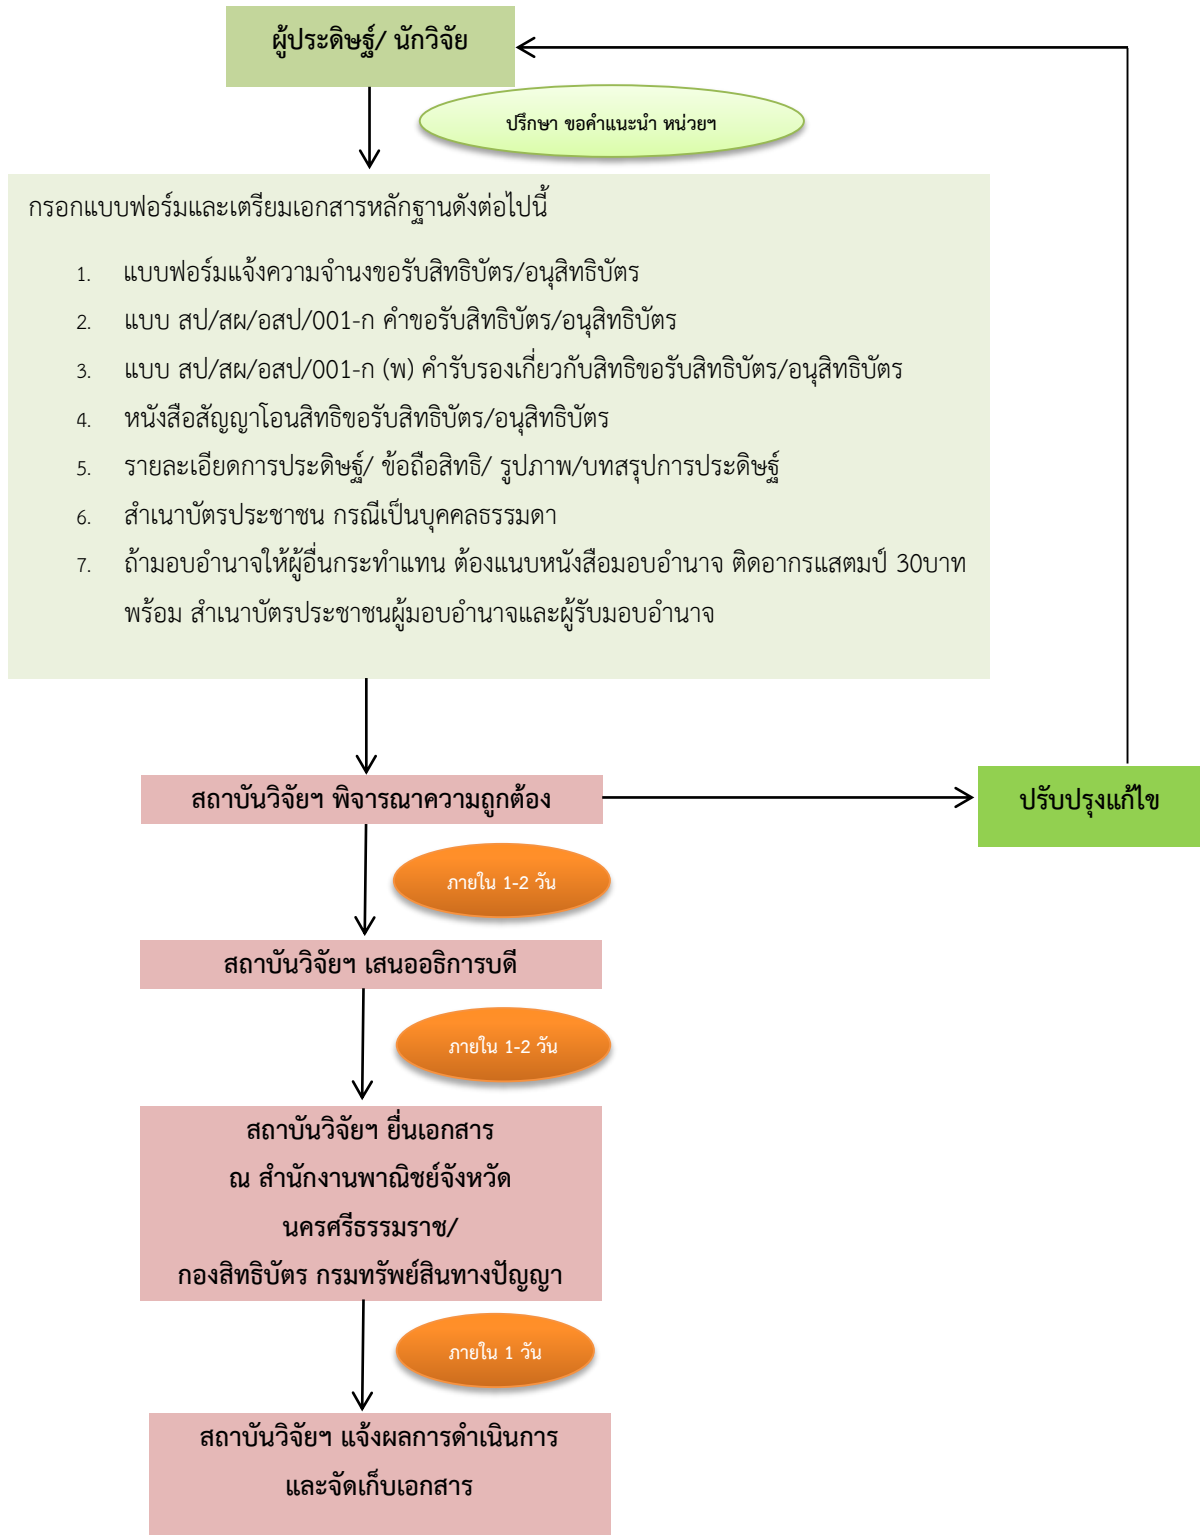 ผู้ประดิษฐ์/ นักวิจัย
ปรึกษา ขอคำแนะนำ หน่วยฯ
กรอกแบบฟอร์มและเตรียมเอกสารหลักฐานดังต่อไปนี้
1. แบบฟอร์มแจ้งความจำนงขอรับสิทธิบัตร/อนุสิทธิบัตร
2. แบบ สป/สผ/อสป/001-ก คำขอรับสิทธิบัตร/อนุสิทธิบัตร
3. แบบ สป/สผ/อสป/001-ก (พ) คำรับรองเกี่ยวกับสิทธิขอรับสิทธิบัตร/อนุสิทธิบัตร
4. หนังสือสัญญาโอนสิทธิขอรับสิทธิบัตร/อนุสิทธิบัตร
5. รายละเอียดการประดิษฐ์/ ข้อถือสิทธิ/ รูปภาพ/บทสรุปการประดิษฐ์
6. สำเนาบัตรประชาชน กรณีเป็นบุคคลธรรมดา
7. ถ้ามอบอำนาจให้ผู้อื่นกระทำแทน ต้องแนบหนังสือมอบอำนาจ ติดอากรแสตมป์ 30บาท
พร้อม สำเนาบัตรประชาชนผู้มอบอำนาจและผู้รับมอบอำนาจ
สถาบันวิจัยฯ พิจารณาความถูกต้อง
ปรับปรุงแก้ไข
ภายใน 1-2 วัน
สถาบันวิจัยฯ เสนออธิการบดี
ภายใน 1-2 วัน
สถาบันวิจัยฯ ยื่นเอกสาร
ณ สำนักงานพาณิชย์จังหวัด
นครศรีธรรมราช/
กองสิทธิบัตร กรมทรัพย์สินทางปัญญา
ภายใน 1 วัน
สถาบันวิจัยฯ แจ้งผลการดำเนินการ
และจัดเก็บเอกสาร